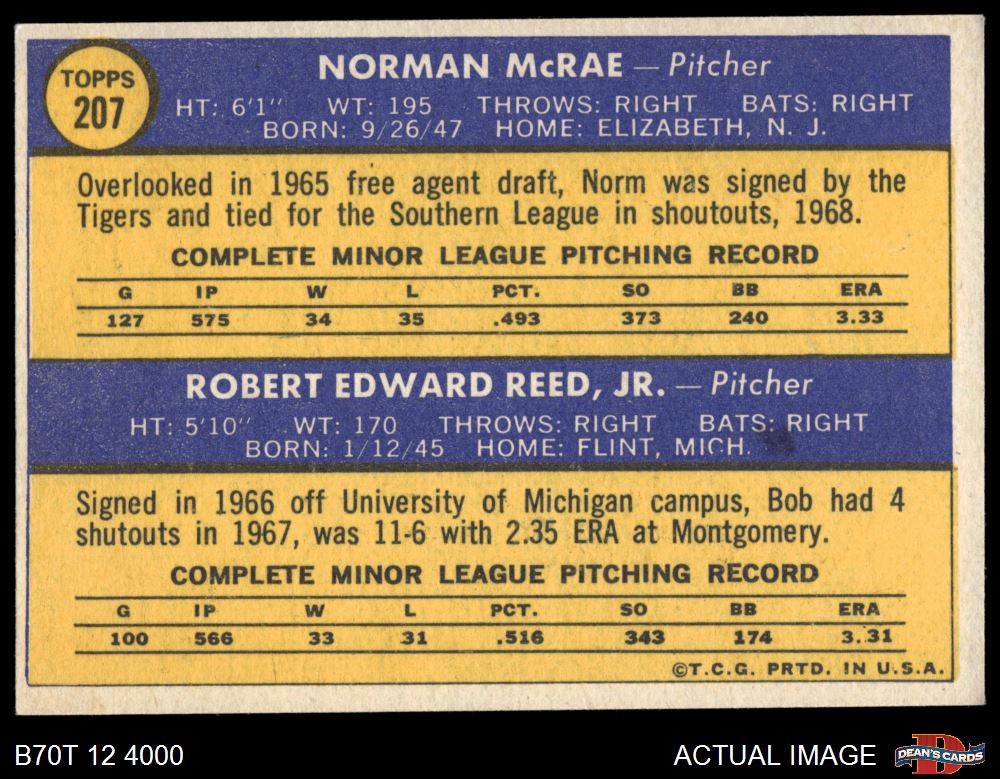 TOPPS
207
NORMAN McRAE — Pitcher
HT: 6'1" WT: 195 THROWS: RIGHT BATS: RIGHT
BORN: 9/26/47 HOME: ELIZABETH, N. J.
Overlooked in 1965 free agent draft, Norm was signed by the
Tigers and tied for the Southern League in shoutouts, 1968.
COMPLETE MINOR LEAGUE PITCHING RECORD
G IP W L PCT. SO BB ERA
127 575 34 35 .493 373 240 3.33
ROBERT EDWARD REED, JR. — Pitcher
HT: 5'10" WT: 170 THROWS: RIGHT BATS: RIGHT
BORN: 1/12/45 HOME: FLINT, MICH.
Signed in 1966 off University of Michigan campus, Bob had 4
shutouts in 1967, was 11-6 with 2.35 ERA at Montgomery.
COMPLETE MINOR LEAGUE PITCHING RECORD
G IP W L PCT. SO BB ERA
100 566 33 31 .516 343 174 3.31
©T.C.G. PRTD. IN U.S.A.
B70T 12 4000 ACTUAL IMAGE DEAN'S CARDS